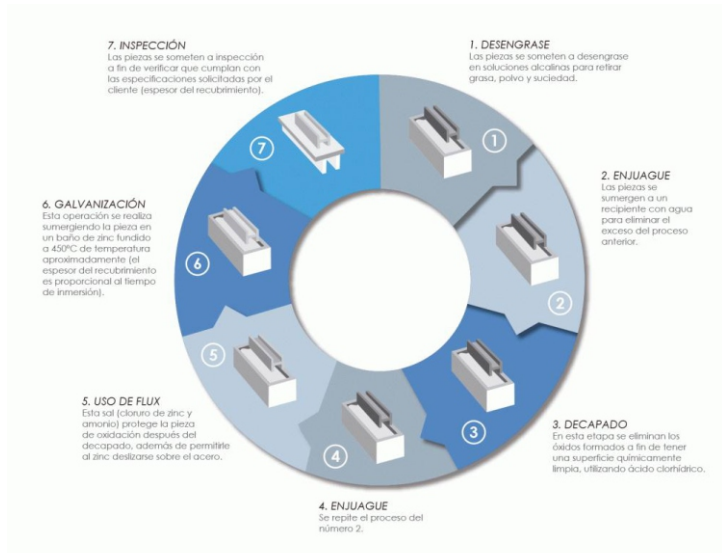 1. DESENGRASE
Las piezas se someten a desengrase
en soluciones alcalinas para retirar
grasa, polvo y suciedad.
2. ENJUAGUE
Las piezas se
sumergen a un
recipiente con agua
para eliminar el
exceso del proceso
anterior.
3. DECAPADO
En esta etapa se eliminan los
óxidos formados a fin de tener
una superficie químicamente
limpia, utilizando ácido clorhídrico.
4. ENJUAGUE
Se repite el proceso del
número 2.
5. USO DE FLUX
Esta sal (cloruro de zinc y
amonio) protege la pieza
de oxidación después del
decapado, además de permitirle
al zinc deslizarse sobre el acero.
6. GALVANIZACIÓN
Esta operación se realiza
sumergiendo la pieza en
un baño de zinc fundido
a 450ºC de temperatura
aproximadamente (el
espesor del recubrimiento
es proporcional al tiempo
de inmersión).
7. INSPECCIÓN
Las piezas se someten a inspección
a fin de verificar que cumplan con
las especificaciones solicitadas por el
cliente (espesor del recubrimiento).
1
2
3
4
5
6
7